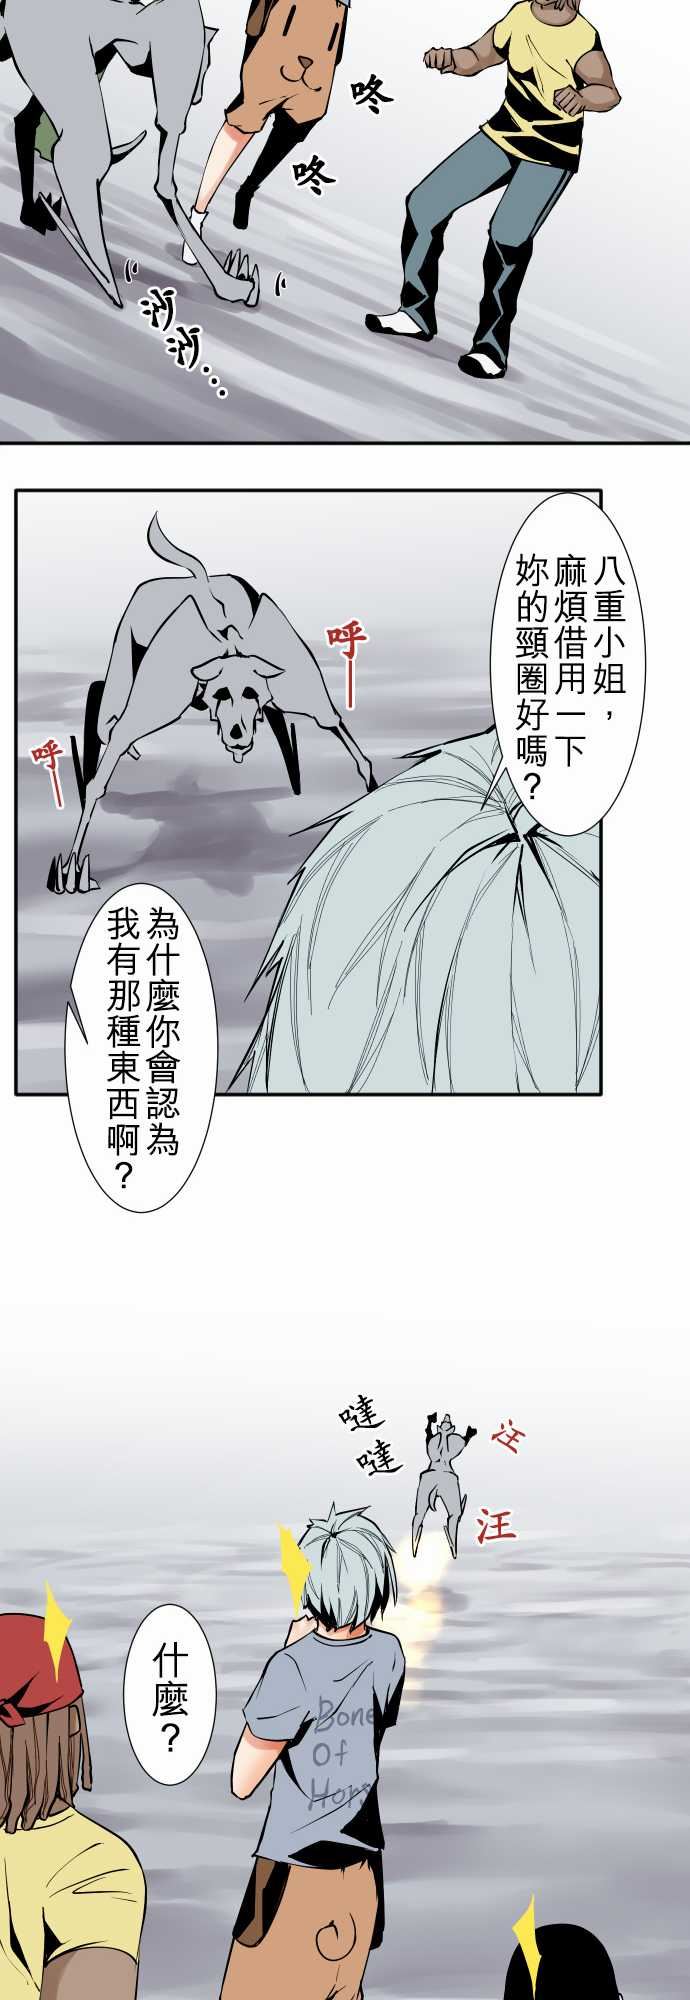 咚
咚
沙
沙…
八重小姐，
麻煩借用一下
妳的頸圈好嗎？
呼—
呼—
為什麼你會認為
我有那種東西啊？
噠
噠
汪
汪
什麼？
Bone
Of
Hors